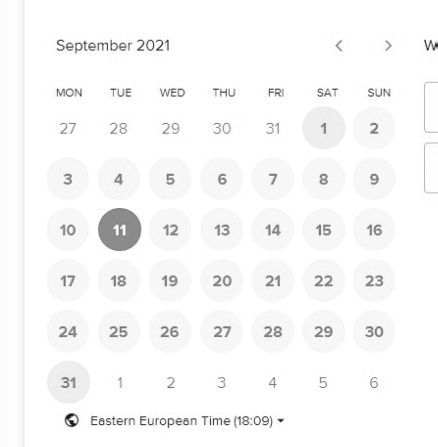 September 2021
MON TUE WED THU FRI SAT SUN
27 28 29 30 31 1 2
3 4 5 6 7 8 9
10 11 12 13 14 15 16
17 18 19 20 21 22 23
24 25 26 27 28 29 30
31 1 2 3 4 5 6
Eastern European Time (18:09)